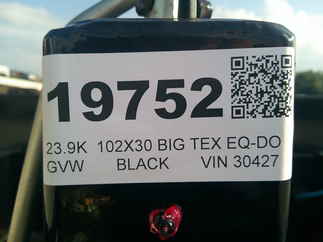 19752
23.9K 102X30 BIG TEX EQ-DO
GVW BLACK VIN 30427